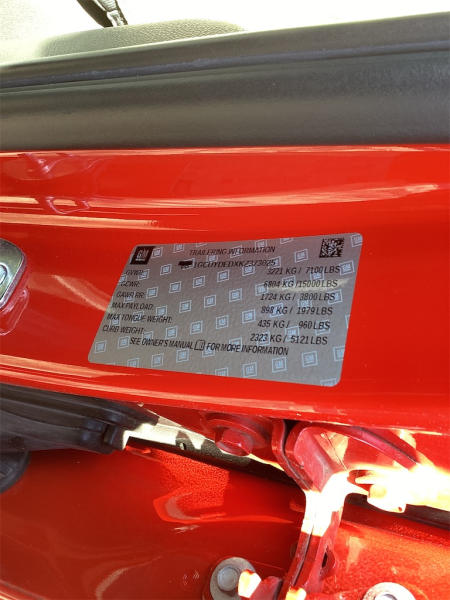 GM
TRAILERING INFORMATION
GVWR: 3221 KG / 7100 LBS
GCWR: 6804 KG / 15000 LBS
GAWR RR: 1724 KG / 3800 LBS
MAX PAYLOAD: 898 KG / 1979 LBS
MAX TONGUE WEIGHT: 435 KG / 960 LBS
CURB WEIGHT: 2323 KG / 5121 LBS
SEE OWNER'S MANUAL FOR MORE INFORMATION